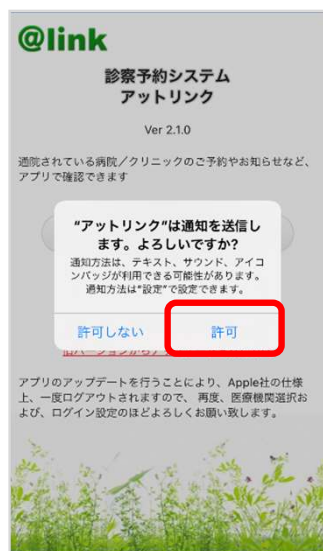 @link
診察予約システム
アットリンク
Ver 2.1.0
通院されている病院／クリニックのご予約やお知らせなど、
アプリで確認できます
"アットリンク"は通知を送信し
ます。よろしいですか?
通知方法は、テキスト、サウンド、アイコ
ンバッジが利用できる可能性があります。
通知方法は"設定"で設定できます。
許可しない
許可
アプリのアップデートを行うことにより、Apple社の仕様
上、一度ログアウトされますので、 再度、医療機関選択お
よび、ログイン設定のほどよろしくお願い致します。